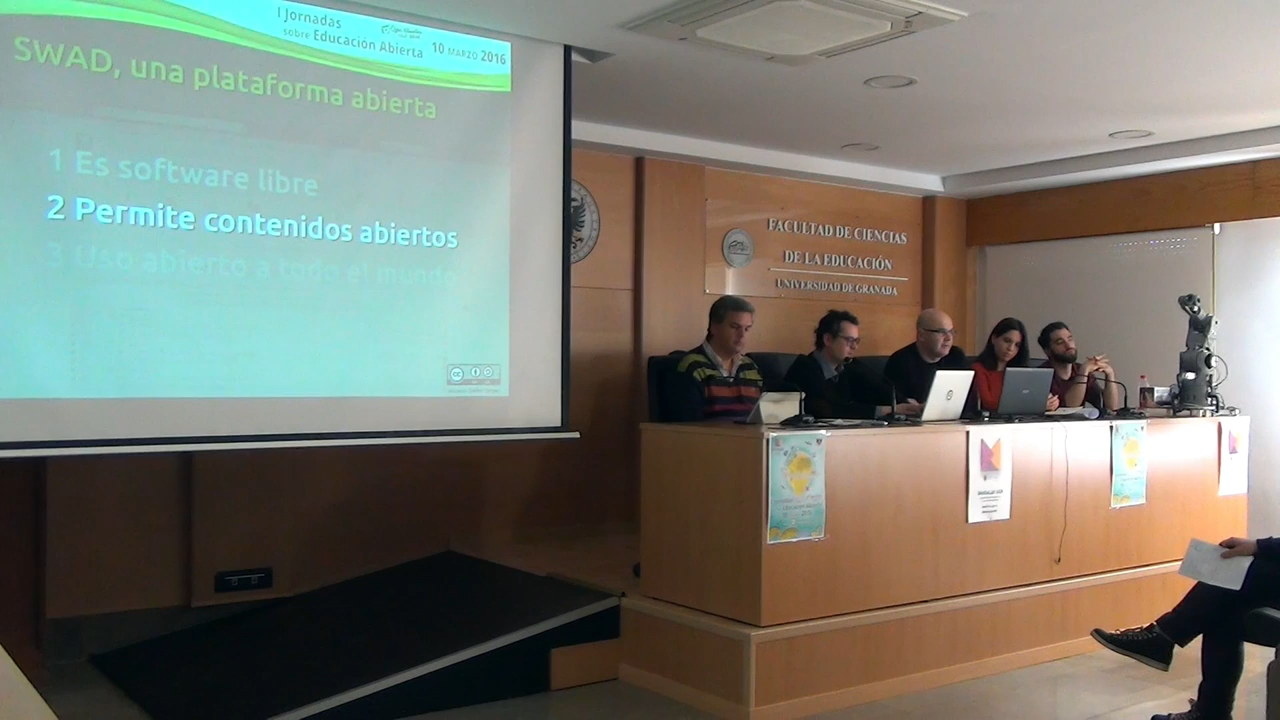 I Jornadas
sobre Educación Abierta
10 MARZO 2016
SWAD, una plataforma abierta
1 Es software libre
2 Permite contenidos abiertos
3 Uso abierto a todo el mundo
cc
FACULTAD DE CIENCIAS
DE LA EDUCACIÓN
UNIVERSIDAD DE GRANADA